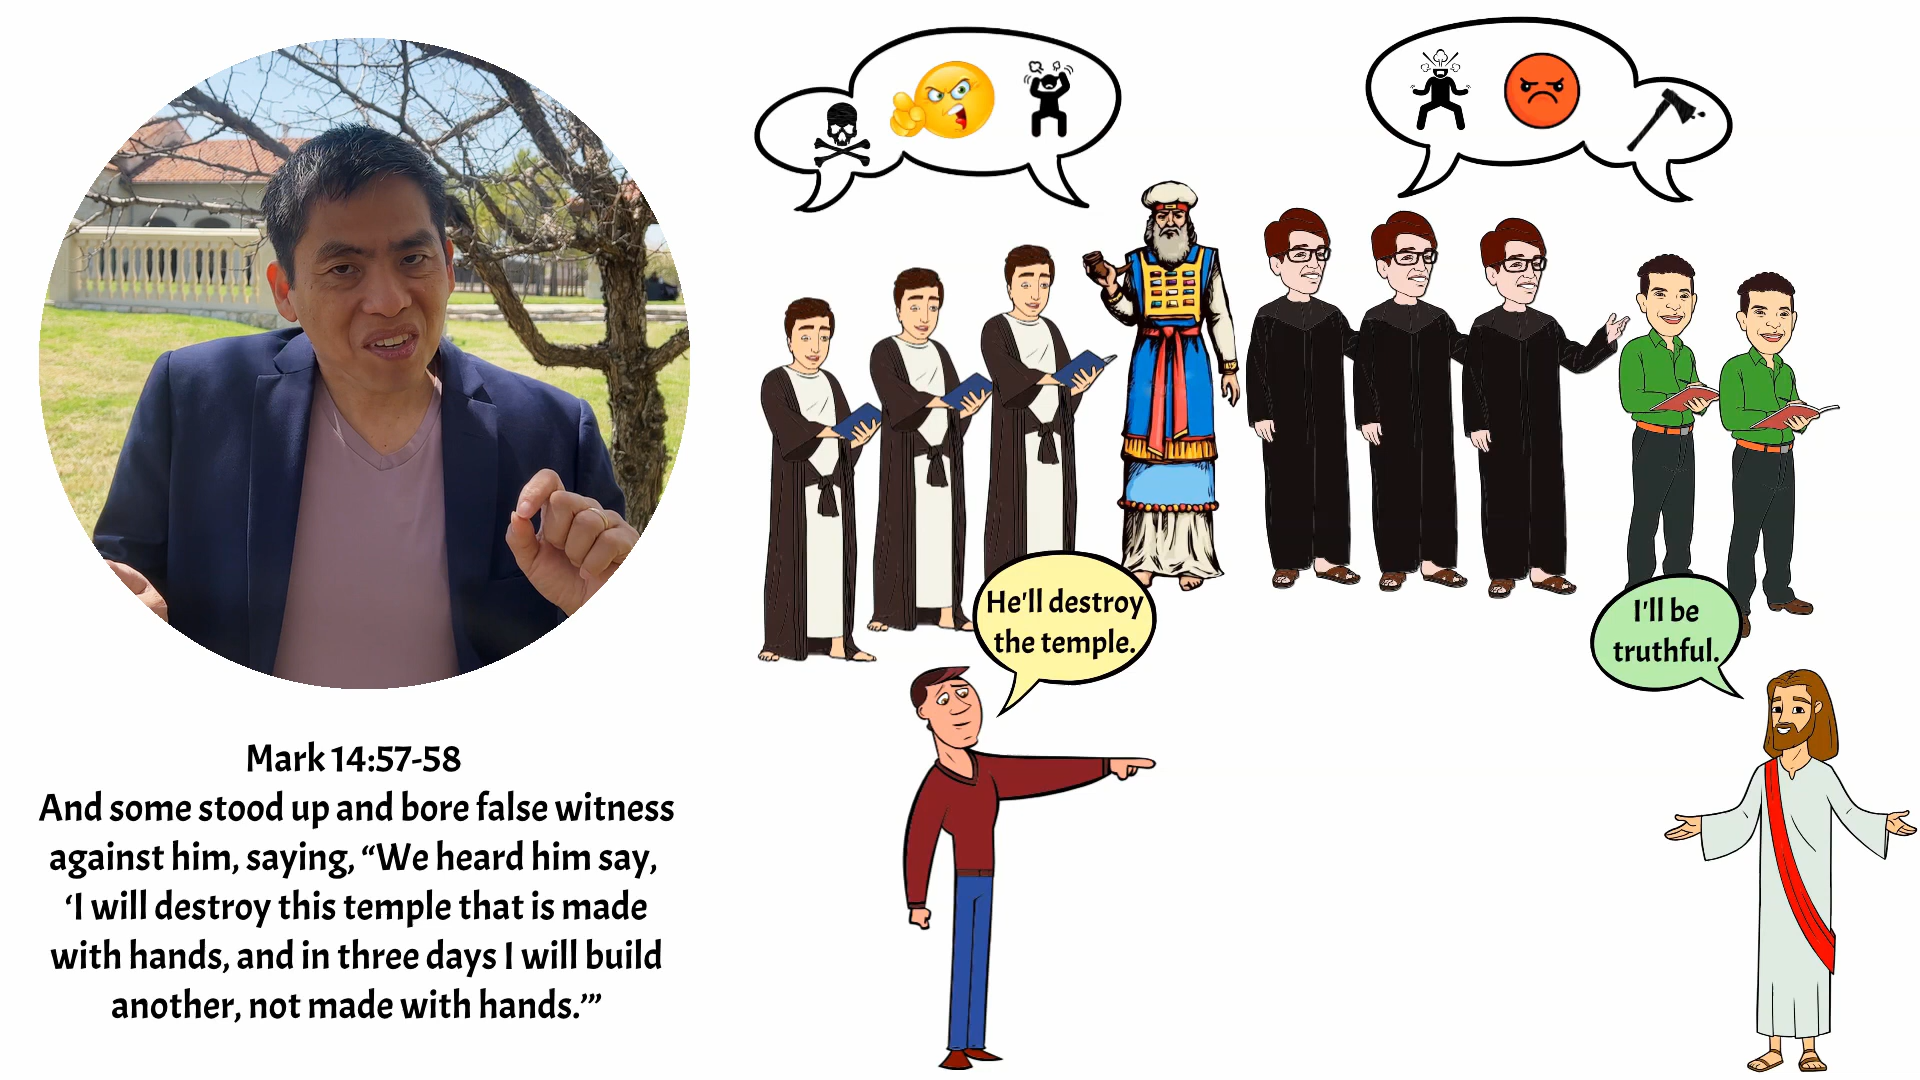 He'll destroy
the temple.
I'll be
truthful.
Mark 14:57-58
And some stood up and bore false witness
against him, saying, “We heard him say,
‘I will destroy this temple that is made
with hands, and in three days I will build
another, not made with hands.’”